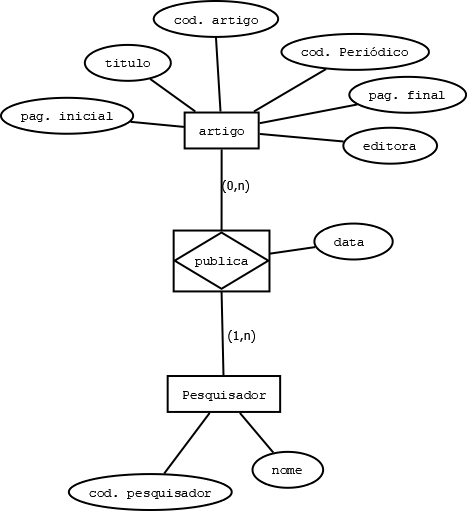 cod. artigo
cod. Periódico
titulo
pag. final
pag. inicial
artigo
editora
(0,n)
data
publica
(1,n)
Pesquisador
nome
cod. pesquisador